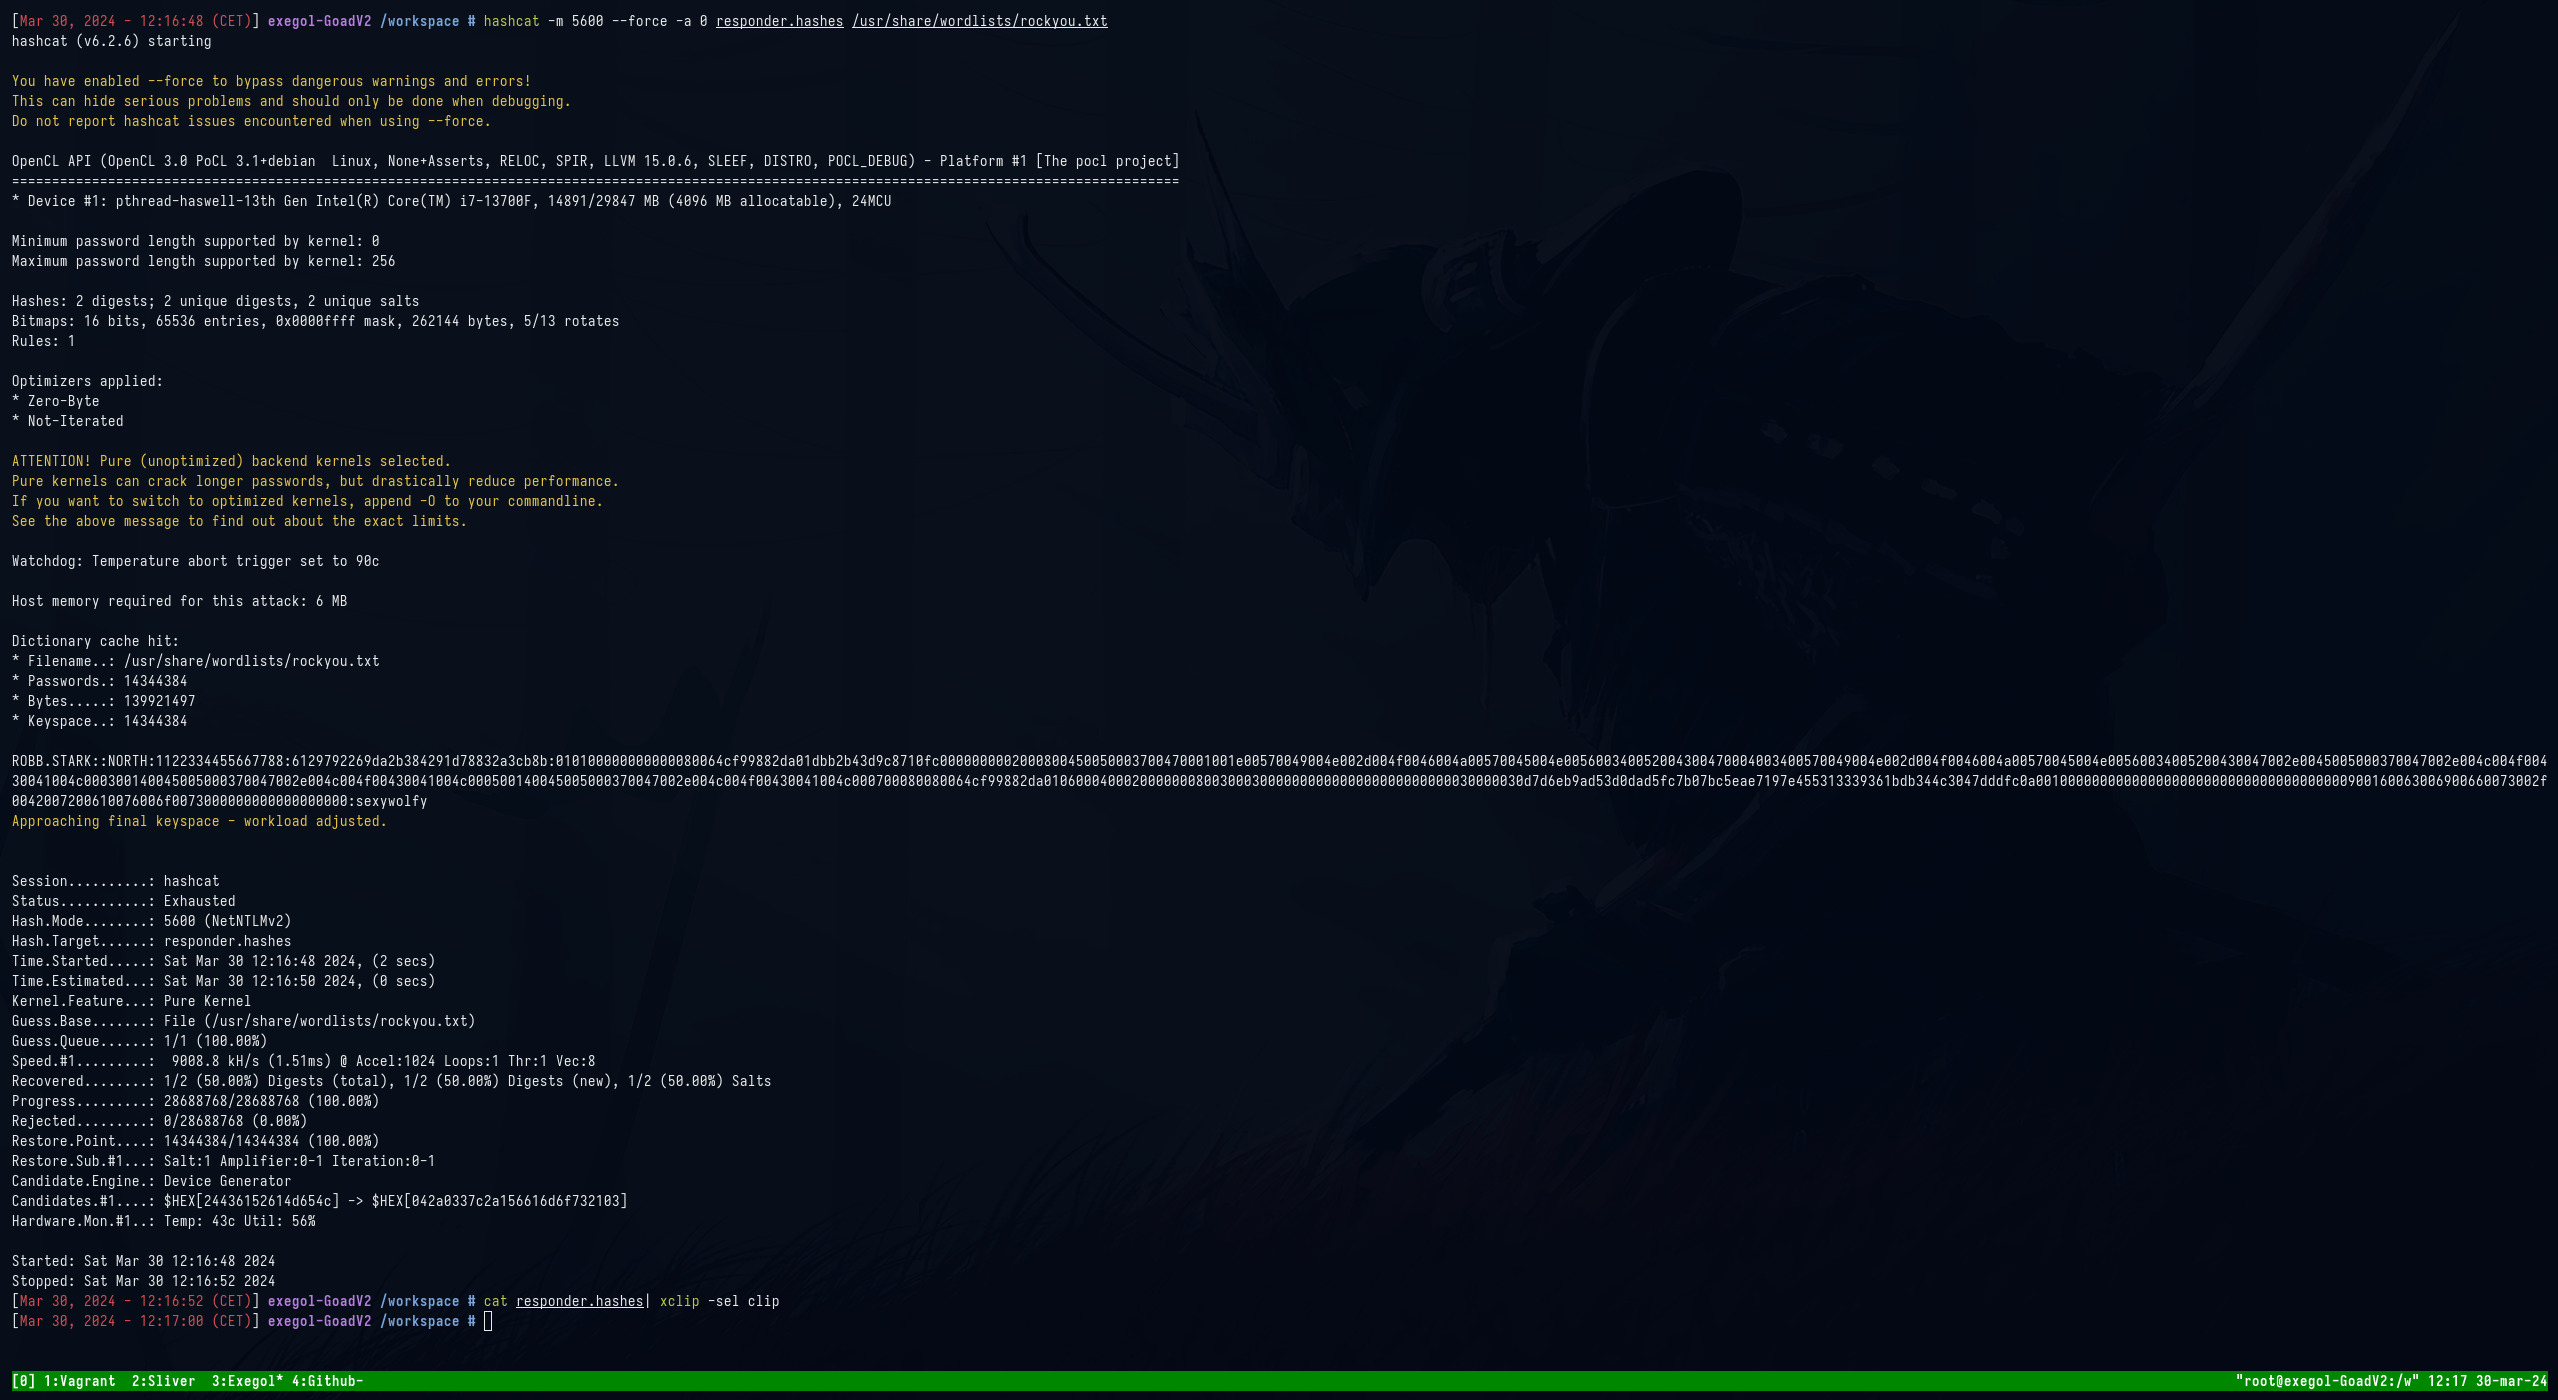 [Mar 30, 2024 - 12:16:48 (CET)] exegol-GoadV2 /workspace # hashcat -m 5600 --force -a 0 responder.hashes /usr/share/wordlists/rockyou.txt
hashcat (v6.2.6) starting
You have enabled --force to bypass dangerous warnings and errors!
This can hide serious problems and should only be done when debugging.
Do not report hashcat issues encountered when using --force.
OpenCL API (OpenCL 3.0 PoCL 3.1+debian  Linux, None+Asserts, RELOC, SPIR, LLVM 15.0.6, SLEEF, DISTRO, POCL_DEBUG) - Platform #1 [The pocl project]
==================================================================================================================================================
* Device #1: pthread-haswell-13th Gen Intel(R) Core(TM) i7-13700F, 14891/29847 MB (4096 MB allocatable), 24MCU
Minimum password length supported by kernel: 0
Maximum password length supported by kernel: 256
Hashes: 2 digests; 2 unique digests, 2 unique salts
Bitmaps: 16 bits, 65536 entries, 0x0000ffff mask, 262144 bytes, 5/13 rotates
Rules: 1
Optimizers applied:
* Zero-Byte
* Not-Iterated
ATTENTION! Pure (unoptimized) backend kernels selected.
Pure kernels can crack longer passwords, but drastically reduce performance.
If you want to switch to optimized kernels, append -O to your commandline.
See the above message to find out about the exact limits.
Watchdog: Temperature abort trigger set to 90c
Host memory required for this attack: 6 MB
Dictionary cache hit:
* Filename..: /usr/share/wordlists/rockyou.txt
* Passwords.: 14344384
* Bytes.....: 139921497
* Keyspace..: 14344384
ROBB.STARK::NORTH:1122334455667788:6129792269da2b384291d78832a3cb8b:
:sexywolfy
Approaching final keyspace - workload adjusted.
Session..........: hashcat
Status...........: Exhausted
Hash.Mode........: 5600 (NetNTLMv2)
Hash.Target......: responder.hashes
Time.Started.....: Sat Mar 30 12:16:48 2024, (2 secs)
Time.Estimated...: Sat Mar 30 12:16:50 2024, (0 secs)
Kernel.Feature...: Pure Kernel
Guess.Base.......: File (/usr/share/wordlists/rockyou.txt)
Guess.Queue......: 1/1 (100.00%)
Speed.#1.........:  9008.8 kH/s (1.51ms) @ Accel:1024 Loops:1 Thr:1 Vec:8
Recovered........: 1/2 (50.00%) Digests (total), 1/2 (50.00%) Digests (new), 1/2 (50.00%) Salts
Progress.........: 28688768/28688768 (100.00%)
Rejected.........: 0/28688768 (0.00%)
Restore.Point....: 14344384/14344384 (100.00%)
Restore.Sub.#1...: Salt:1 Amplifier:0-1 Iteration:0-1
Candidate.Engine.: Device Generator
Candidates.#1....: $HEX[24436152614d654c] -> $HEX[042a0337c2a156616d6f732103]
Hardware.Mon.#1..: Temp: 43c Util: 56%
Started: Sat Mar 30 12:16:48 2024
Stopped: Sat Mar 30 12:16:52 2024
[Mar 30, 2024 - 12:16:52 (CET)] exegol-GoadV2 /workspace # cat responder.hashes| xclip -sel clip
[Mar 30, 2024 - 12:17:00 (CET)] exegol-GoadV2 /workspace #
[0] 1:Vagrant  2:Sliver  3:Exegol* 4:Github- "root@exegol-GoadV2:/w" 12:17 30-mar-24